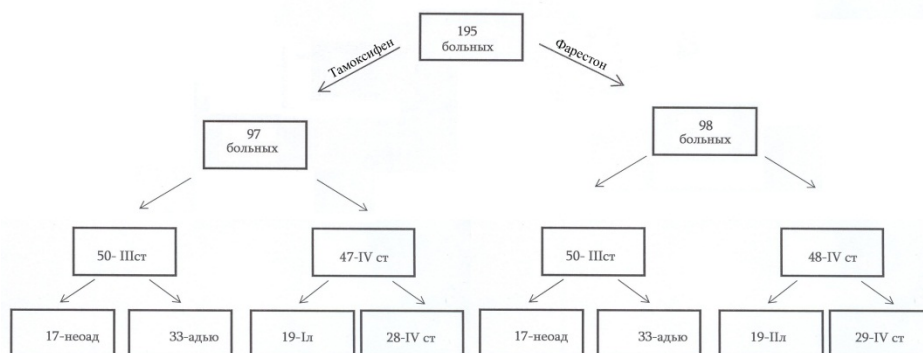 195
больных
Тамоксифен
Фарестон
97
больных
98
больных
50- IIIст
47-IV ст
50- IIIст
48-IV ст
17-неоад
33-адью
19-Iл
28-IV ст
17-неоад
33-адью
19-IIл
29-IV ст